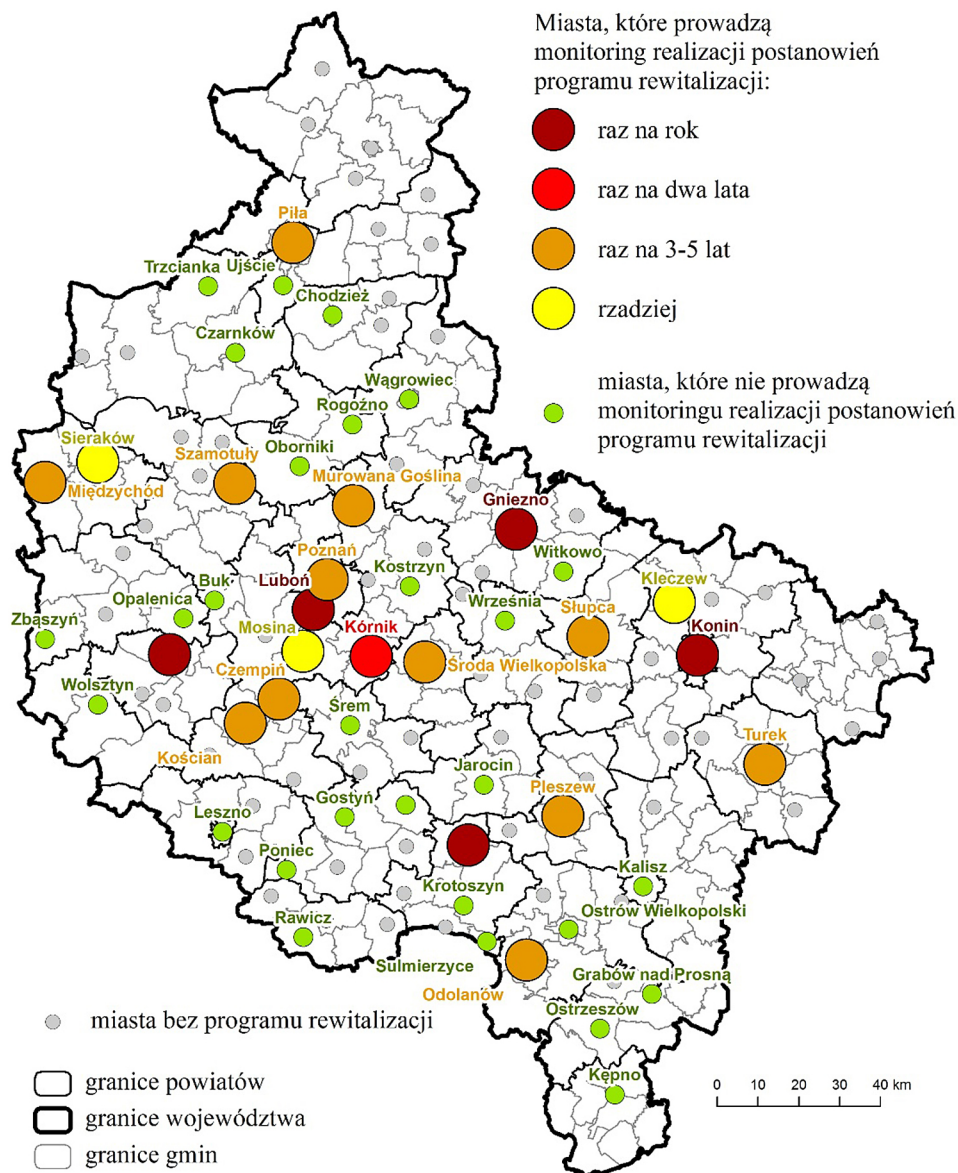 Miasta, które prowadzą
monitoring realizacji postanowień
programu rewitalizacji:
raz na rok
raz na dwa lata
raz na 3-5 lat
rzadziej
miasta, które nie prowadzą
monitoringu realizacji postanowień
programu rewitalizacji
Piła
Trzcianka Ujście
Chodzież
Czarnków
Wągrowiec
Rogoźno
Sieraków
Oborniki
Szamotuły
Międzychód
Murowana Goślina
Gniezno
Poznań
Witkowo
Luboń
Kostrzyn
Kleczew
Buk
Opalenica
Września
Słupca
Zbąszyń
Mosina
Kórnik
Konin
Czempiń
Środa Wielkopolska
Wolsztyn
Śrem
Turek
Kościan
Jarocin
Pleszew
Gostyń
Leszno
Poniec
Kalisz
Krotoszyn
Ostrów Wielkopolski
Rawicz
Sulmierzyce
Grabów nad Prosną
Odolanów
Ostrzeszów
Kępno
miasta bez programu rewitalizacji
granice powiatów
granice województwa
granice gmin
0 10 20 30 40 km